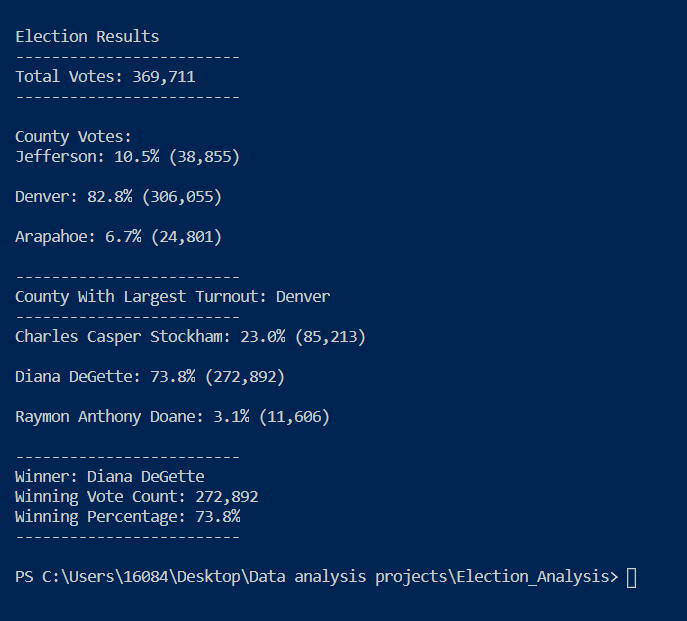 Election Results
-------------------------
Total Votes: 369,711
-------------------------
County Votes:
Jefferson: 10.5% (38,855)
Denver: 82.8% (306,055)
Arapahoe: 6.7% (24,801)
-------------------------
County With Largest Turnout: Denver
-------------------------
Charles Casper Stockham: 23.0% (85,213)
Diana DeGette: 73.8% (272,892)
Raymon Anthony Doane: 3.1% (11,606)
-------------------------
Winner: Diana DeGette
Winning Vote Count: 272,892
Winning Percentage: 73.8%
-------------------------
PS C:\Users\16084\Desktop\Data analysis projects\Election_Analysis>